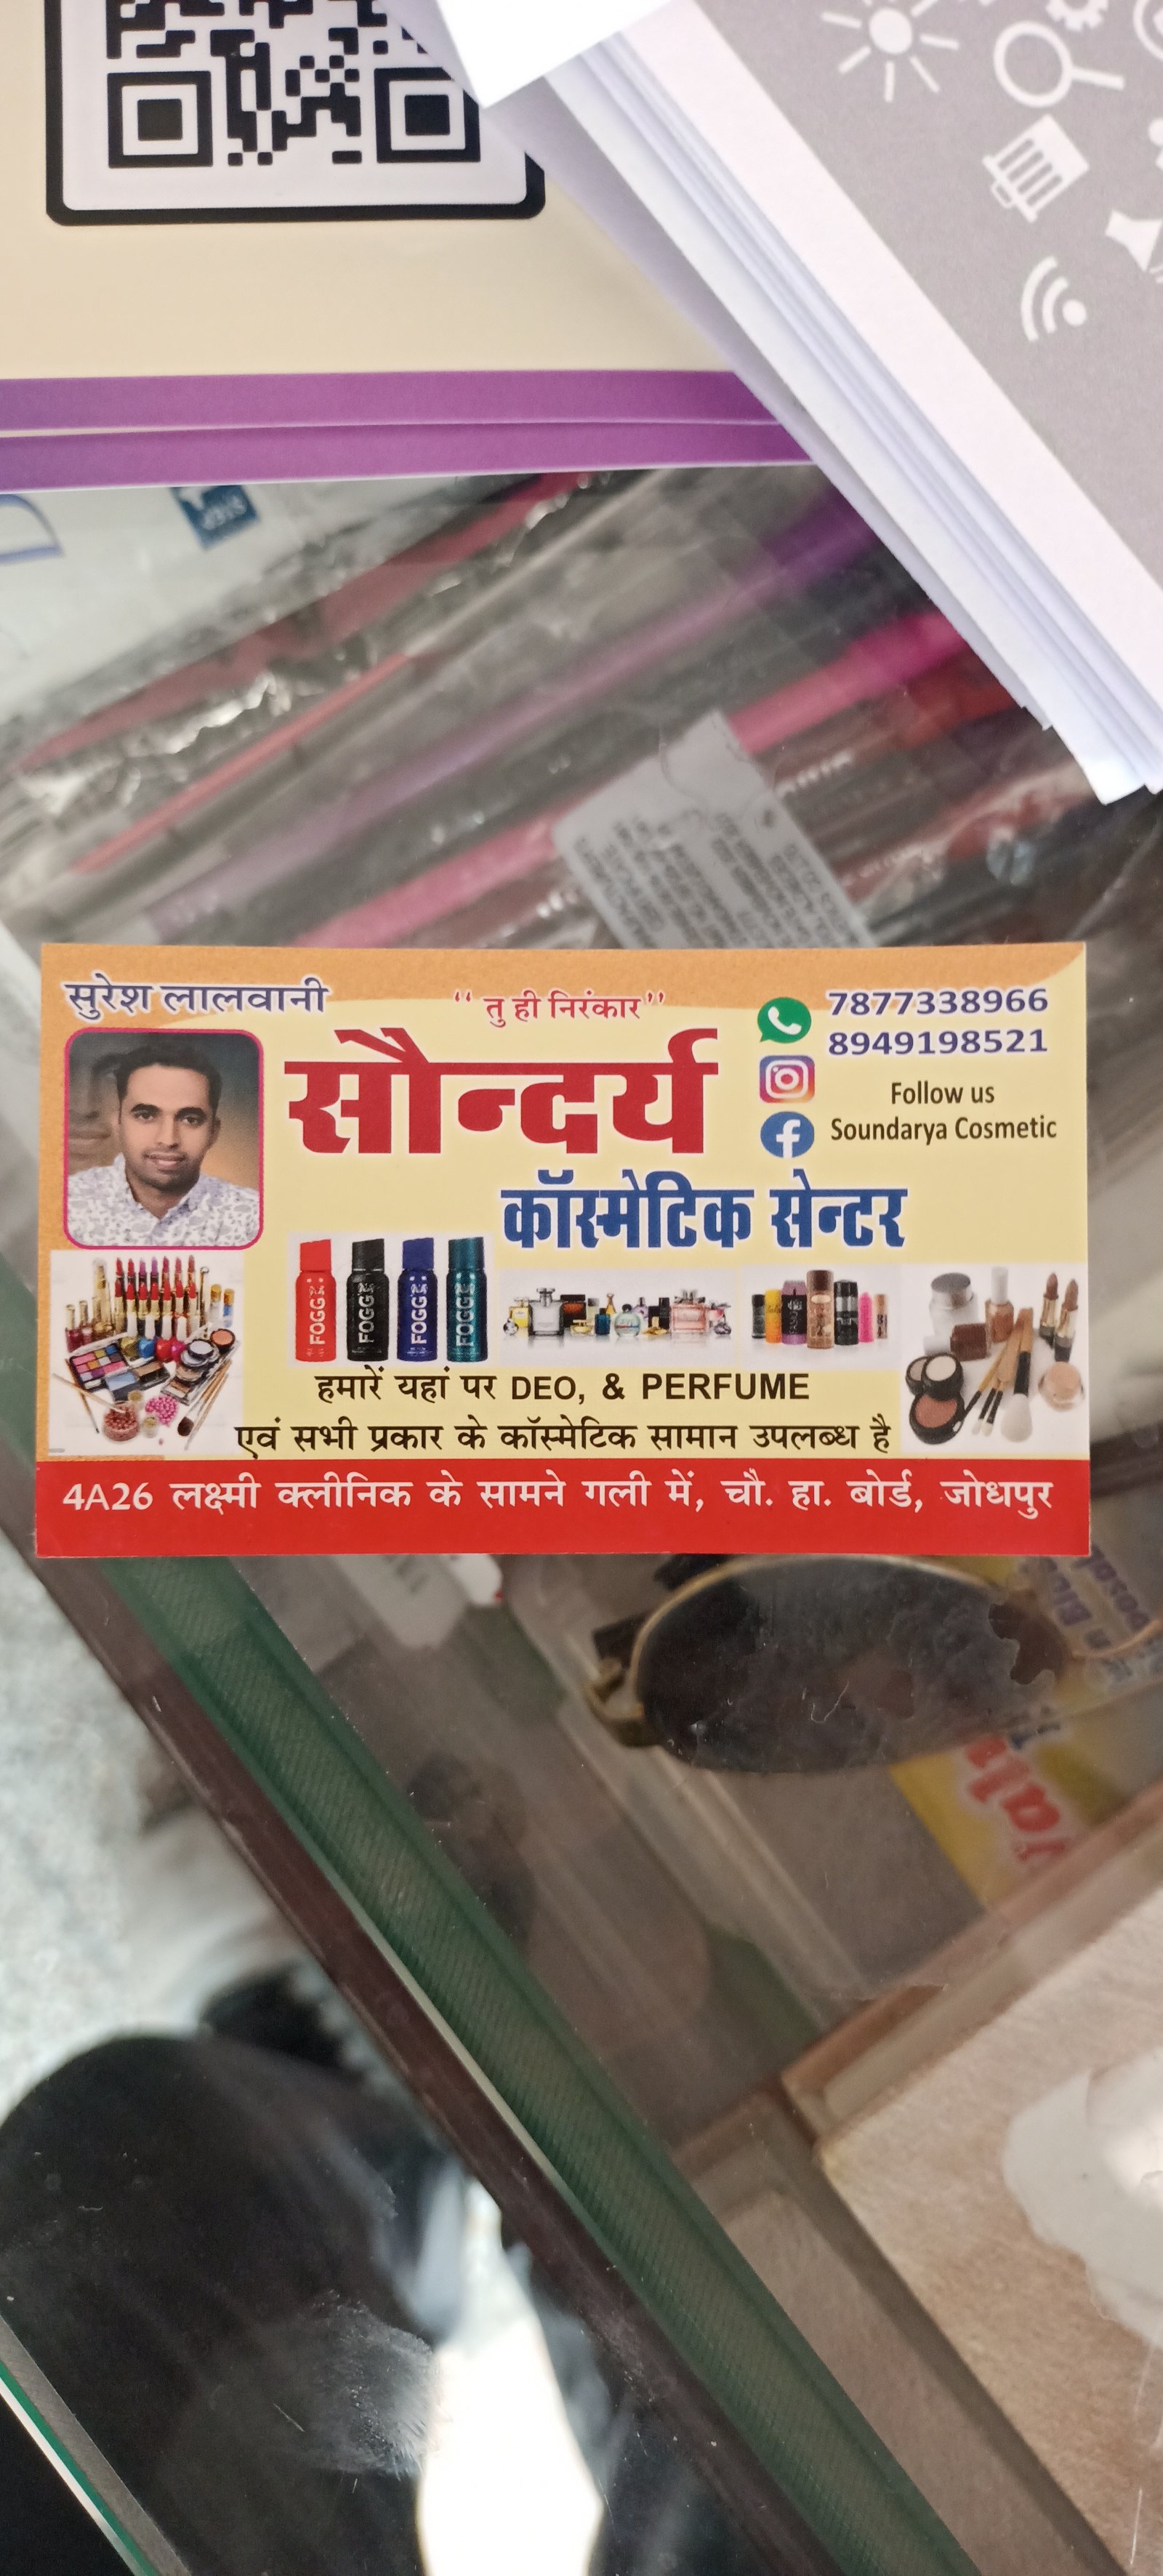 सुरेश लालवानी
“ तु ही निरंकार”
7877338966
8949198521
सौन्दर्य
Follow us
Soundarya Cosmetic
कॉस्मेटिक सेन्टर
FOGG FOGG FOGG FOGG
हमारें यहां पर DEO, & PERFUME
एवं सभी प्रकार के कॉस्मेटिक सामान उपलब्ध है
4A26 लक्ष्मी क्लीनिक के सामने गली में, चौ. हा. बोर्ड, जोधपुर